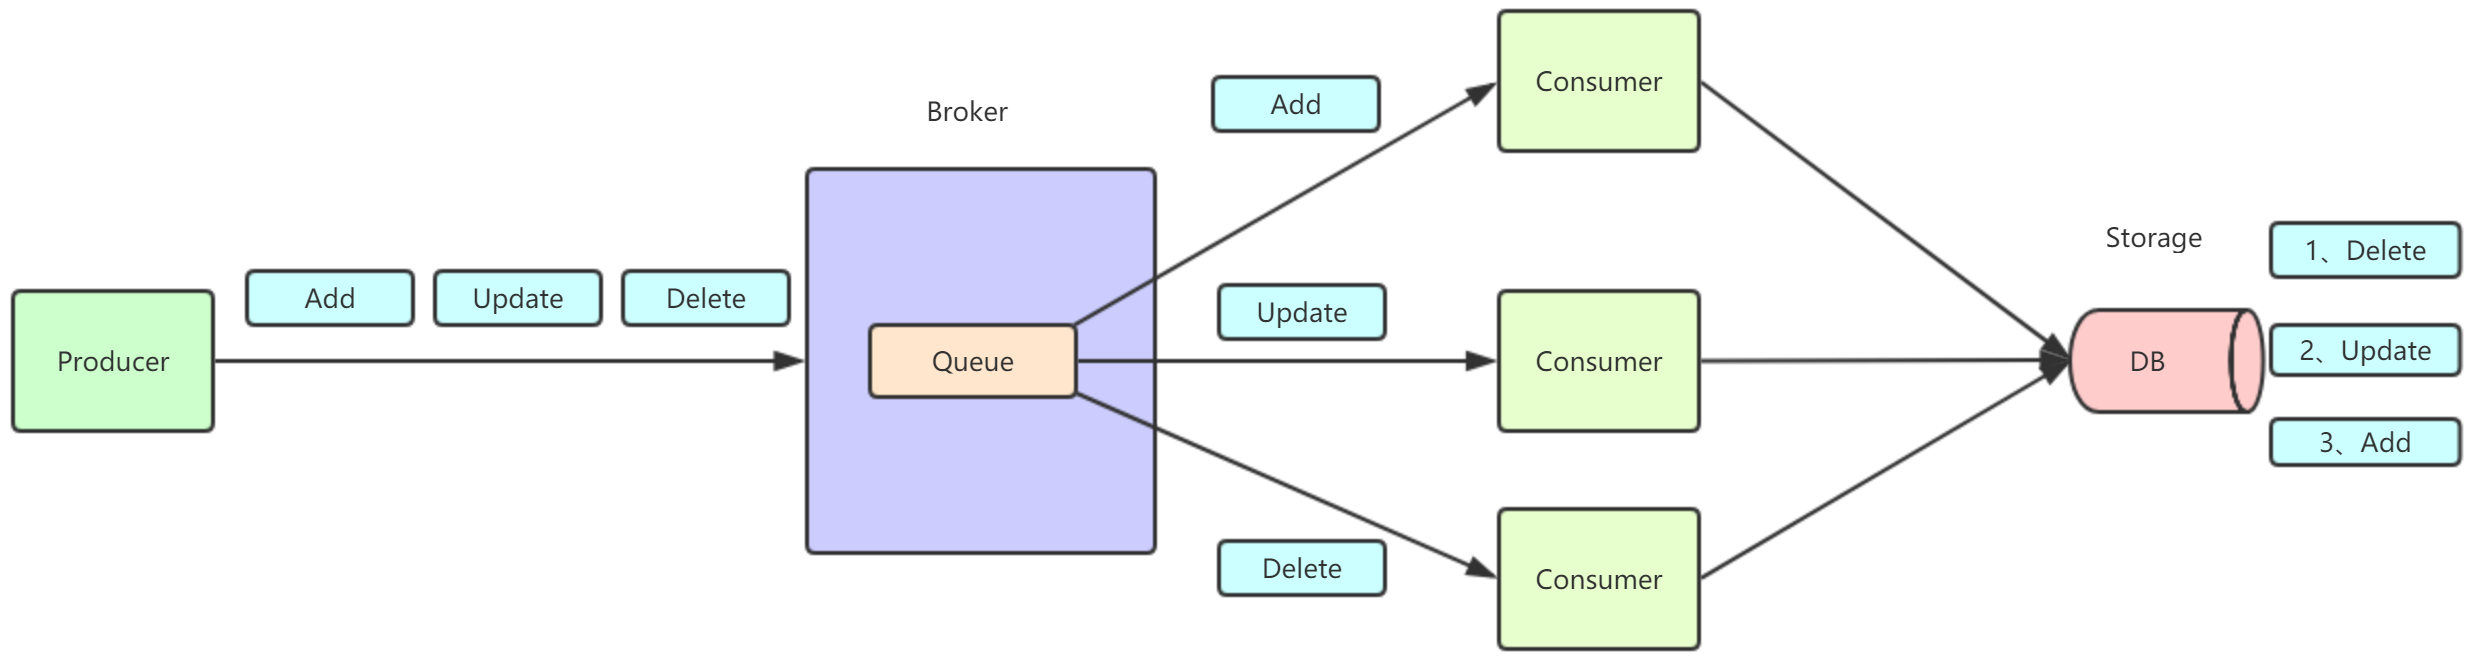 Producer
Add
Update
Delete
Broker
Queue
Add
Update
Delete
Consumer
Consumer
Consumer
Storage
DB
1、Delete
2、Update
3、Add